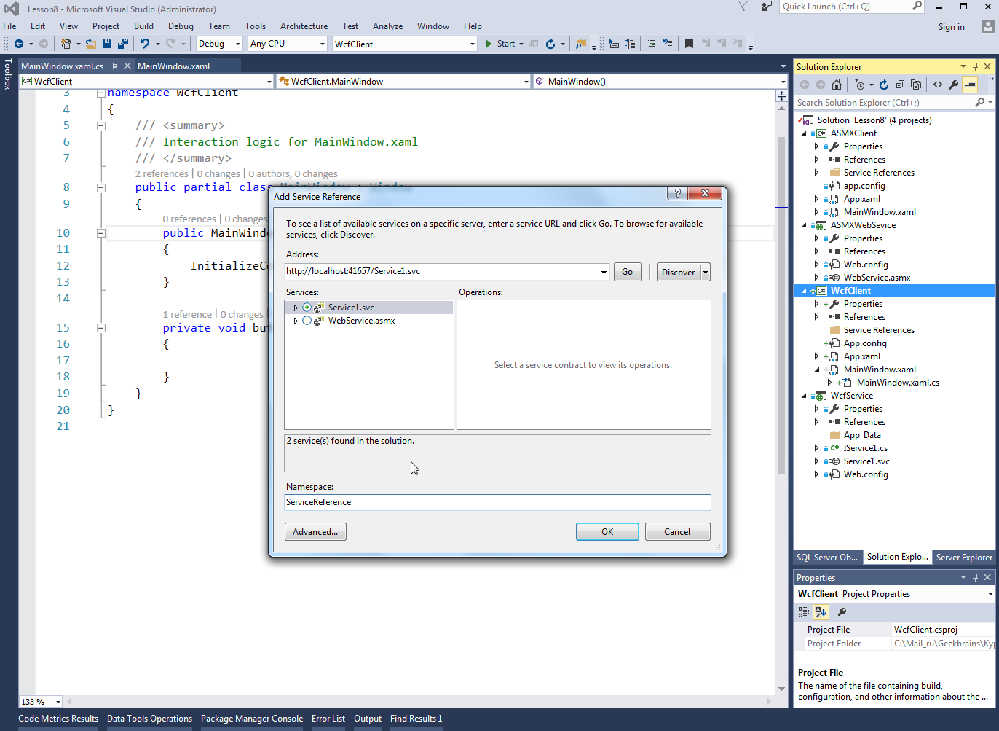 Lesson8 - Microsoft Visual Studio (Administrator)
Quick Launch (Ctrl+Q)
File Edit View Project Build Debug Team Tools Architecture Test Analyze Window Help
Sign in
Debug Any CPU WcfClient Start
Toolbox
MainWindow.xaml.cs MainWindow.xaml
WcfClient WcfClient.MainWindow MainWindow()
3 namespace WcfClient
4 {
5 /// <summary>
6 /// Interaction logic for MainWindow.xaml
7 /// </summary>
2 references | 0 changes | 0 authors, 0 changes
8 public partial class MainWindow : Window
9 {
0 references | 0 changes
10 public MainWindo
11 {
12 InitializeCo
13 }
14
1 reference | 0 changes
15 private void bu
16 {
17
18 }
19 }
20 }
21
133 %
Add Service Reference
To see a list of available services on a specific server, enter a service URL and click Go. To browse for available
services, click Discover.
Address:
http://localhost:41657/Service1.svc Go Discover
Services: Operations:
Service1.svc
WebService.asmx
Select a service contract to view its operations.
2 service(s) found in the solution.
Namespace:
ServiceReference
Advanced... OK Cancel
Solution Explorer
Search Solution Explorer (Ctrl+;)
Solution 'Lesson8' (4 projects)
ASMXClient
Properties
References
Service References
app.config
App.xaml
MainWindow.xaml
ASMXWebSevice
Properties
References
Web.config
WebService.asmx
WcfClient
Properties
References
Service References
App.config
App.xaml
MainWindow.xaml
MainWindow.xaml.cs
WcfService
Properties
References
App_Data
IService1.cs
Service1.svc
Web.config
SQL Server Ob... Solution Explo... Server Explorer
Properties
WcfClient Project Properties
Project File WcfClient.csproj
Project Folder C:\Mail_ru\Geekbrains\Кур
Project File
The name of the file containing build,
configuration, and other information about the ...
Code Metrics Results Data Tools Operations Package Manager Console Error List Output Find Results 1